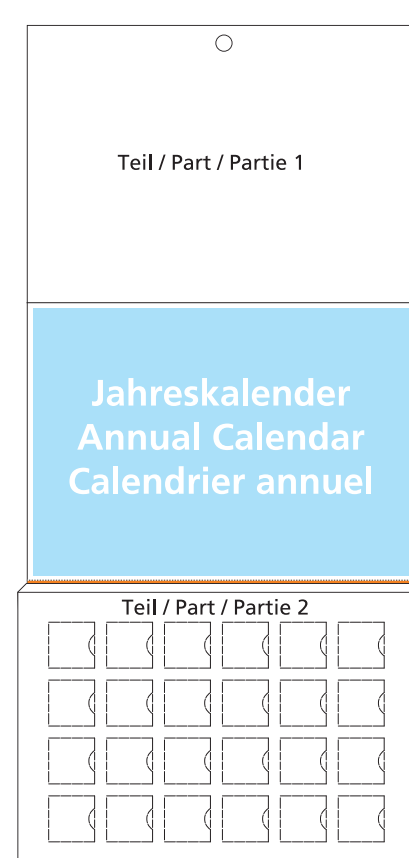 Teil / Part / Partie 1
Jahreskalender
Annual Calendar
Calendrier annuel
Teil / Part / Partie 2